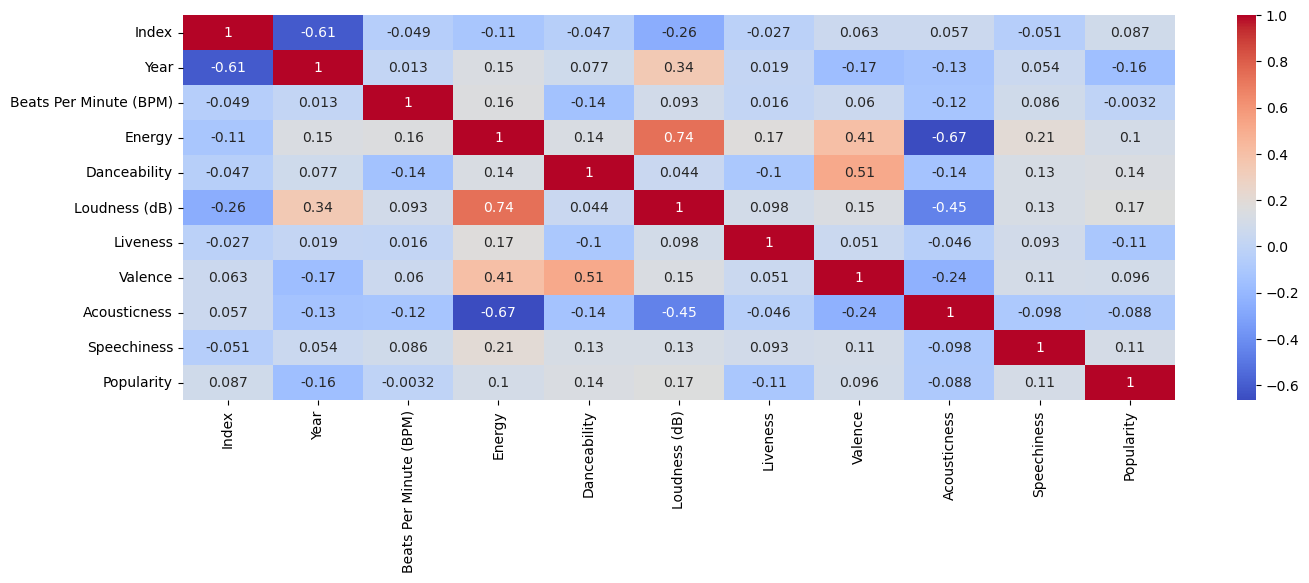 Index 1 -0.61 -0.049 -0.11 -0.047 -0.26 -0.027 0.063 0.057 -0.051 0.087
Year -0.61 1 0.013 0.15 0.077 0.34 0.019 -0.17 -0.13 0.054 -0.16
Beats Per Minute (BPM) -0.049 0.013 1 0.16 -0.14 0.093 0.016 0.06 -0.12 0.086 -0.0032
Energy -0.11 0.15 0.16 1 0.14 0.74 0.17 0.41 -0.67 0.21 0.1
Danceability -0.047 0.077 -0.14 0.14 1 0.044 -0.1 0.51 -0.14 0.13 0.14
Loudness (dB) -0.26 0.34 0.093 0.74 0.044 1 0.098 0.15 -0.45 0.13 0.17
Liveness -0.027 0.019 0.016 0.17 -0.1 0.098 1 0.051 -0.046 0.093 -0.11
Valence 0.063 -0.17 0.06 0.41 0.51 0.15 0.051 1 -0.24 0.11 0.096
Acousticness 0.057 -0.13 -0.12 -0.67 -0.14 -0.45 -0.046 -0.24 1 -0.098 -0.088
Speechiness -0.051 0.054 0.086 0.21 0.13 0.13 0.093 0.11 -0.098 1 0.11
Popularity 0.087 -0.16 -0.0032 0.1 0.14 0.17 -0.11 0.096 -0.088 0.11 1
Index
Year
Beats Per Minute (BPM)
Energy
Danceability
Loudness (dB)
Liveness
Valence
Acousticness
Speechiness
Popularity
1.0
0.8
0.6
0.4
0.2
0.0
−0.2
−0.4
−0.6